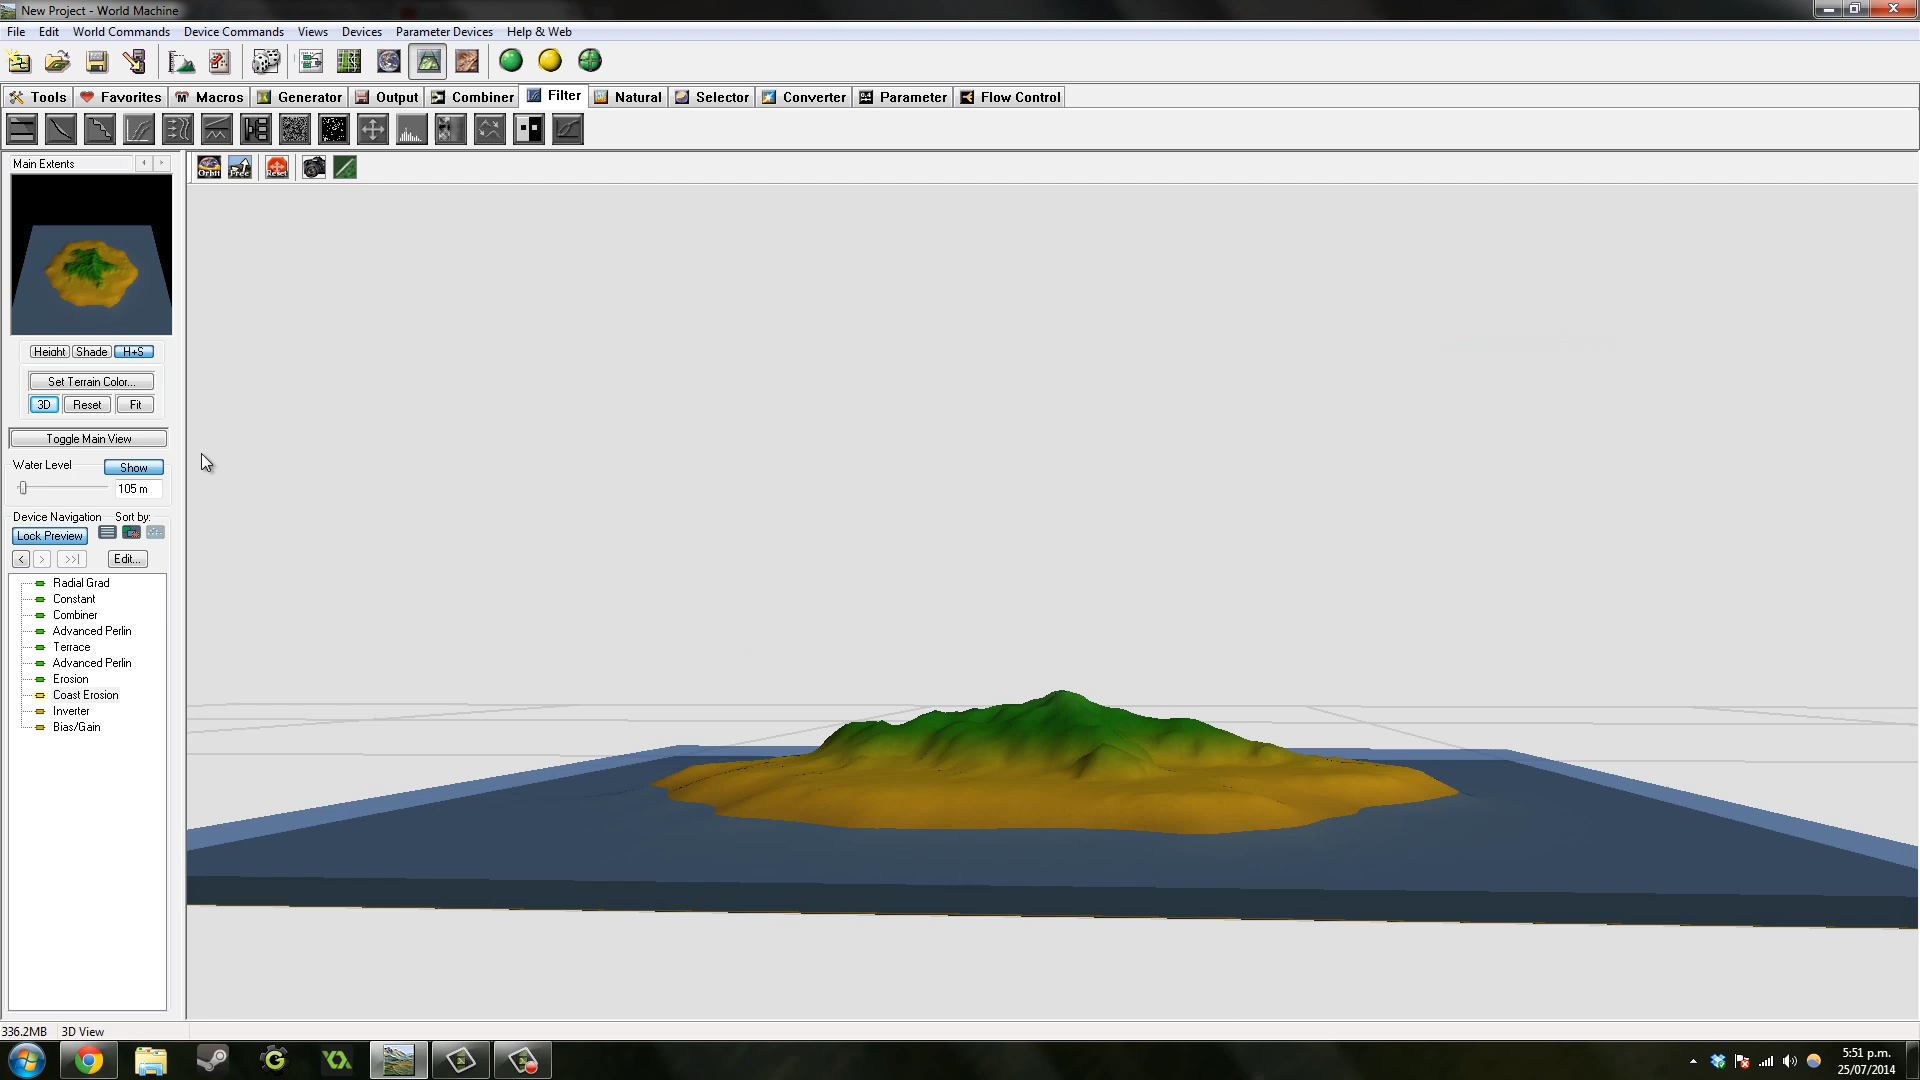 New Project - World Machine
File Edit World Commands Device Commands Views Devices Parameter Devices Help & Web
Tools Favorites Macros Generator Output Combiner Filter Natural Selector Converter Parameter Flow Control
Main Extents
Orbit Free Reset
Height Shade H+S
Set Terrain Color...
3D Reset Fit
Toggle Main View
Water Level Show
105 m
Device Navigation Sort by:
Lock Preview
< > >>| Edit...
Radial Grad
Constant
Combiner
Advanced Perlin
Terrace
Advanced Perlin
Erosion
Coast Erosion
Inverter
Bias/Gain
336.2MB 3D View
5:51 p.m.
25/07/2014